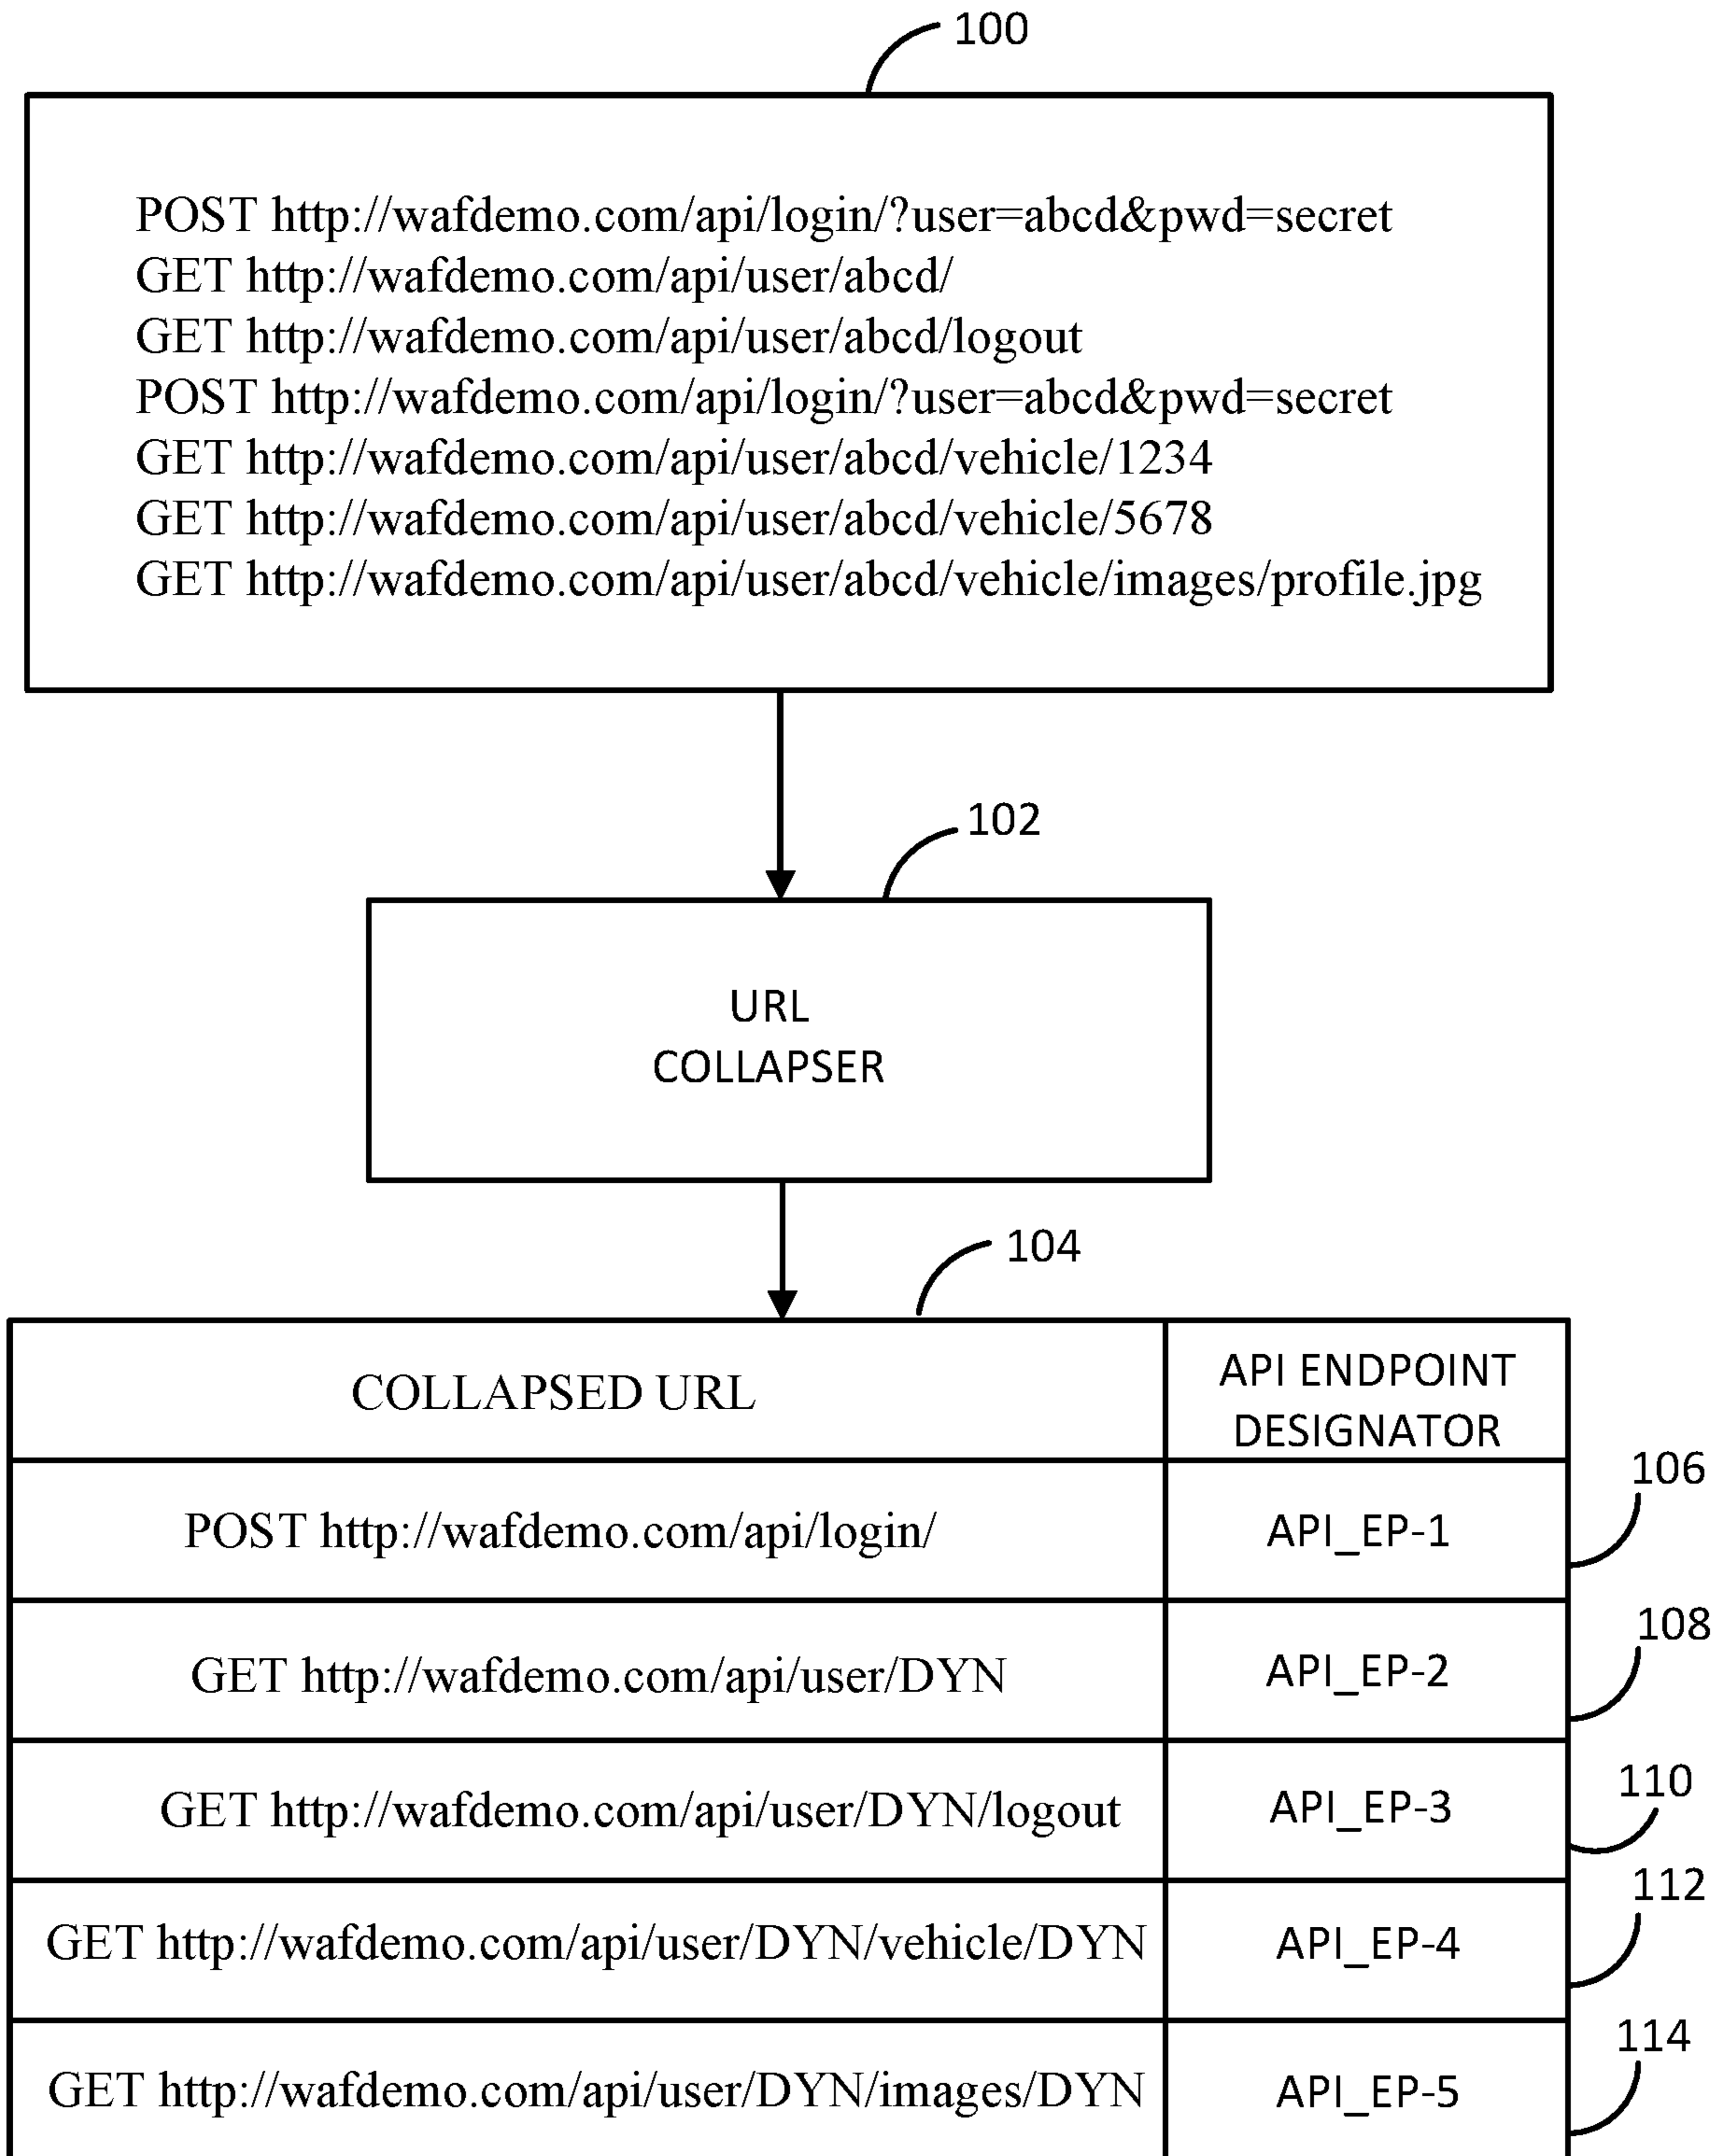 100
POST http://wafdemo.com/api/login/?user=abcd&pwd=secret
GET http://wafdemo.com/api/user/abcd/
GET http://wafdemo.com/api/user/abcd/logout
POST http://wafdemo.com/api/login/?user=abcd&pwd=secret
GET http://wafdemo.com/api/user/abcd/vehicle/1234
GET http://wafdemo.com/api/user/abcd/vehicle/5678
GET http://wafdemo.com/api/user/abcd/vehicle/images/profile.jpg
102
URL
COLLAPSER
104
COLLAPSED URL
API ENDPOINT
DESIGNATOR
106
POST http://wafdemo.com/api/login/
API_EP-1
108
GET http://wafdemo.com/api/user/DYN
API_EP-2
110
GET http://wafdemo.com/api/user/DYN/logout
API_EP-3
112
GET http://wafdemo.com/api/user/DYN/vehicle/DYN
API_EP-4
114
GET http://wafdemo.com/api/user/DYN/images/DYN
API_EP-5